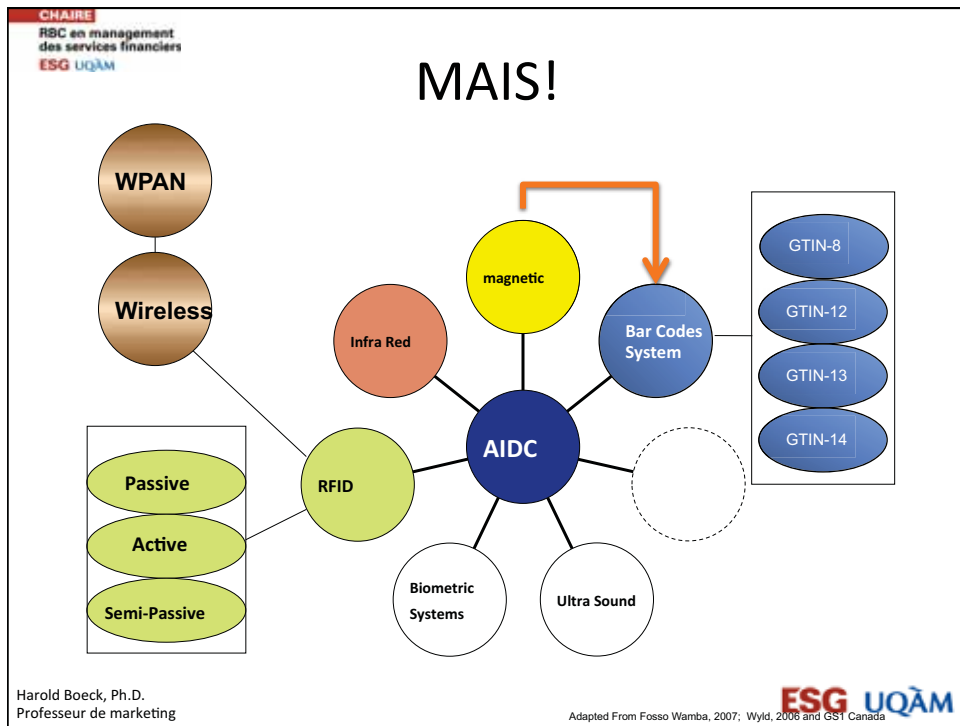 CHAIRE
RBC en management
des services financiers
ESG UQÀM
MAIS!
WPAN
Wireless
magnetic
Infra Red
Bar Codes
System
GTIN-8
GTIN-12
GTIN-13
GTIN-14
AIDC
RFID
Passive
Active
Semi-Passive
Biometric
Systems
Ultra Sound
Harold Boeck, Ph.D.
Professeur de marketing
Adapted From Fosso Wamba, 2007; Wyld, 2006 and GS1 Canada
ESG UQÀM